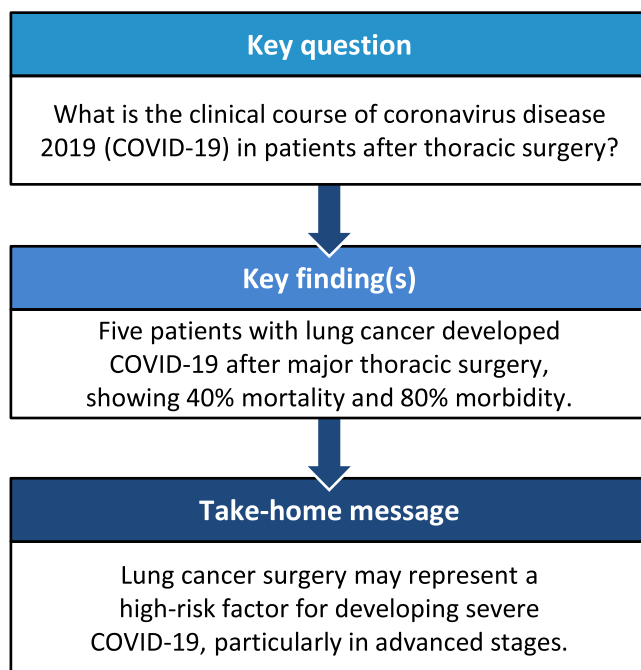 Key question
What is the clinical course of coronavirus disease
2019 (COVID-19) in patients after thoracic surgery?
Key finding(s)
Five patients with lung cancer developed
COVID-19 after major thoracic surgery,
showing 40% mortality and 80% morbidity.
Take-home message
Lung cancer surgery may represent a
high-risk factor for developing severe
COVID-19, particularly in advanced stages.